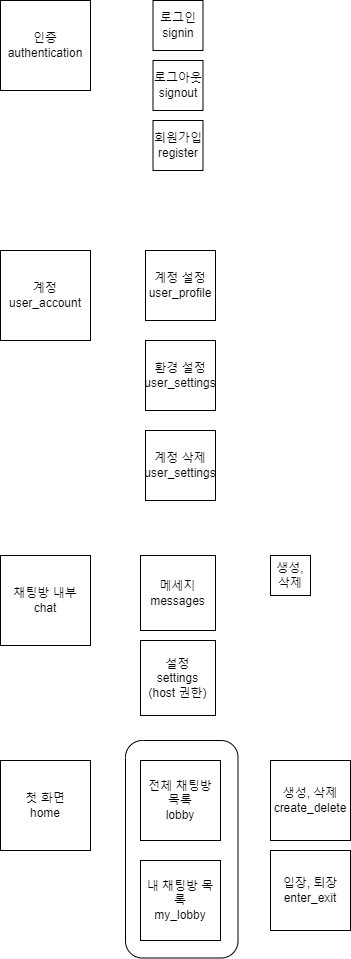 인증
authentication
로그인
signin
로그아웃
signout
회원가입
register
계정
user_account
계정 설정
user_profile
환경 설정
user_settings
계정 삭제
user_settings
채팅방 내부
chat
메세지
messages
생성,
삭제
설정
settings
(host 권한)
첫 화면
home
전체 채팅방
목록
lobby
생성, 삭제
create_delete
내 채팅방 목
록
my_lobby
입장, 퇴장
enter_exit